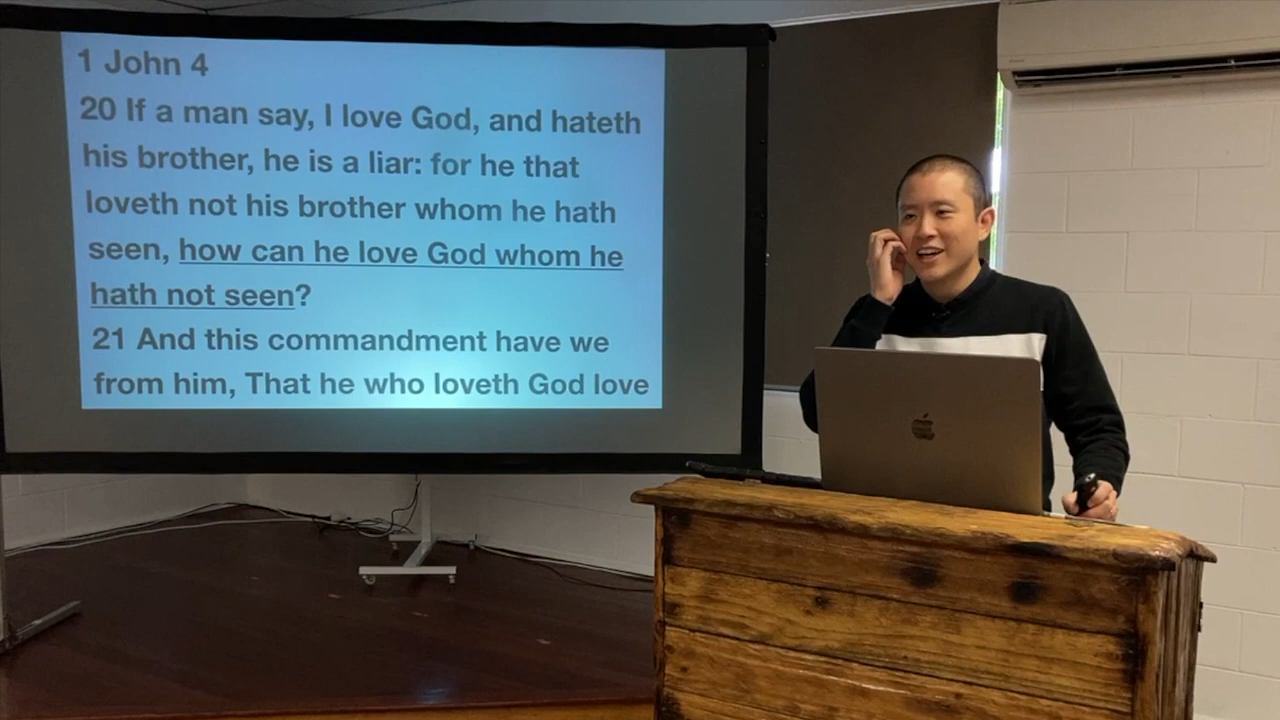 1 John 4
20 If a man say, I love God, and hateth
his brother, he is a liar: for he that
loveth not his brother whom he hath
seen, how can he love God whom he
hath not seen?
21 And this commandment have we
from him, That he who loveth God love